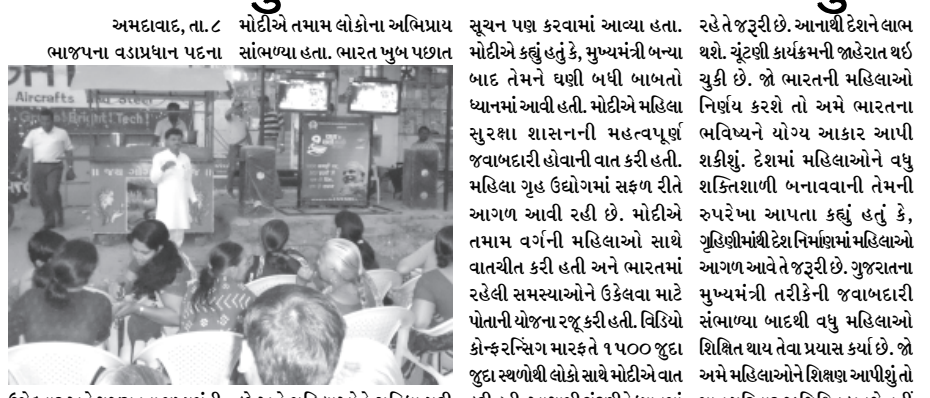 અમદાવાદ, તા.૮
ભાજપના વડાપ્રધાન પદના
મોદીએ તમામ લોકોના અભિપ્રાય
સાંભળ્યા હતા. ભારત ખુબ પછાત
Aircrafts and Steel
Bright! Tech!
સૂચન પણ કરવામાં આવ્યા હતા.
મોદીએ કહ્યું હતું કે, મુખ્યમંત્રી બન્યા
બાદ તેમને ઘણી બધી બાબતો
ધ્યાનમાં આવી હતી. મોદીએ મહિલા
સુરક્ષા શાસનની મહત્વપૂર્ણ
જવાબદારી હોવાની વાત કરી હતી.
મહિલા ગૃહ ઉદ્યોગમાં સફળ રીતે
આગળ આવી રહી છે. મોદીએ
તમામ વર્ગની મહિલાઓ સાથે
વાતચીત કરી હતી અને ભારતમાં
રહેલી સમસ્યાઓને ઉકેલવા માટે
પોતાની યોજના રજૂ કરી હતી. વિડિયો
કોન્ફરન્સિગ મારફતે ૧૫૦૦ જુદા
જુદા સ્થળોથી લોકો સાથે મોદીએ વાત
રહે તે જરૂરી છે. આનાથી દેશને લાભ
થશે. ચૂંટણી કાર્યક્રમની જાહેરાત થઈ
ચુકી છે. જો ભારતની મહિલાઓ
નિર્ણય કરશે તો અમે ભારતના
ભવિષ્યને યોગ્ય આકાર આપી
શકીશું. દેશમાં મહિલાઓને વધુ
શક્તિશાળી બનાવવાની તેમની
રુપરેખા આપતા કહ્યું હતું કે,
ગૃહિણીમાંથી દેશ નિર્માણમાં મહિલાઓ
આગળ આવે તે જરૂરી છે. ગુજરાતના
મુખ્યમંત્રી તરીકેની જવાબદારી
સંભાળ્યા બાદથી વધુ મહિલાઓ
શિક્ષિત થાય તેવા પ્રયાસ કર્યા છે. જો
અમે મહિલાઓને શિક્ષણ આપીશું તો